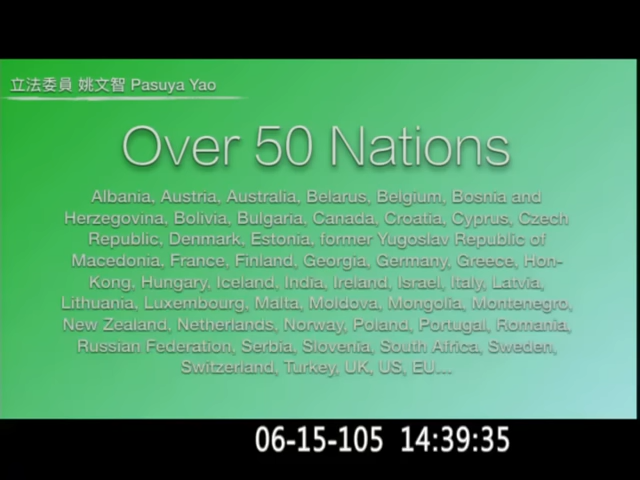 立法委員 姚文智 Pasuya Yao
Over 50 Nations
Albania, Austria, Australia, Belarus, Belgium, Bosnia and
Herzegovina, Bolivia, Bulgaria, Canada, Croatia, Cyprus, Czech
Republic, Denmark, Estonia, former Yugoslav Republic of
Macedonia, France, Finland, Georgia, Germany, Greece, Hon-
Kong, Hungary, Iceland, India, Ireland, Israel, Italy, Latvia,
Lithuania, Luxembourg, Malta, Moldova, Mongolia, Montenegro,
New Zealand, Netherlands, Norway, Poland, Portugal, Romania,
Russian Federation, Serbia, Slovenia, South Africa, Sweden,
Switzerland, Turkey, UK, US, EU...
06-15-105 14:39:35